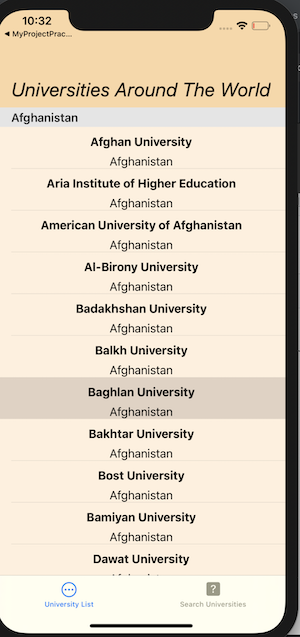 10:32
◀ MyProjectPrac...
Universities Around The World
Afghanistan
Afghan University
Afghanistan
Aria Institute of Higher Education
Afghanistan
American University of Afghanistan
Afghanistan
Al-Birony University
Afghanistan
Badakhshan University
Afghanistan
Balkh University
Afghanistan
Baghlan University
Afghanistan
Bakhtar University
Afghanistan
Bost University
Afghanistan
Bamiyan University
Afghanistan
Dawat University
University List
Search Universities